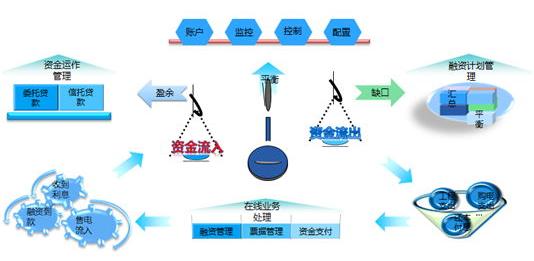 账户
监控
控制
配置
资金运作
管理
委托贷
款
信托贷
款
盈余
平衡
缺口
融资计划管
理
汇
总
平
衡
资金流入
资金流出
收到
利息
融资到
款
售电
流入
在线业务
处理
融资管理
票据管理
资金支付
购电